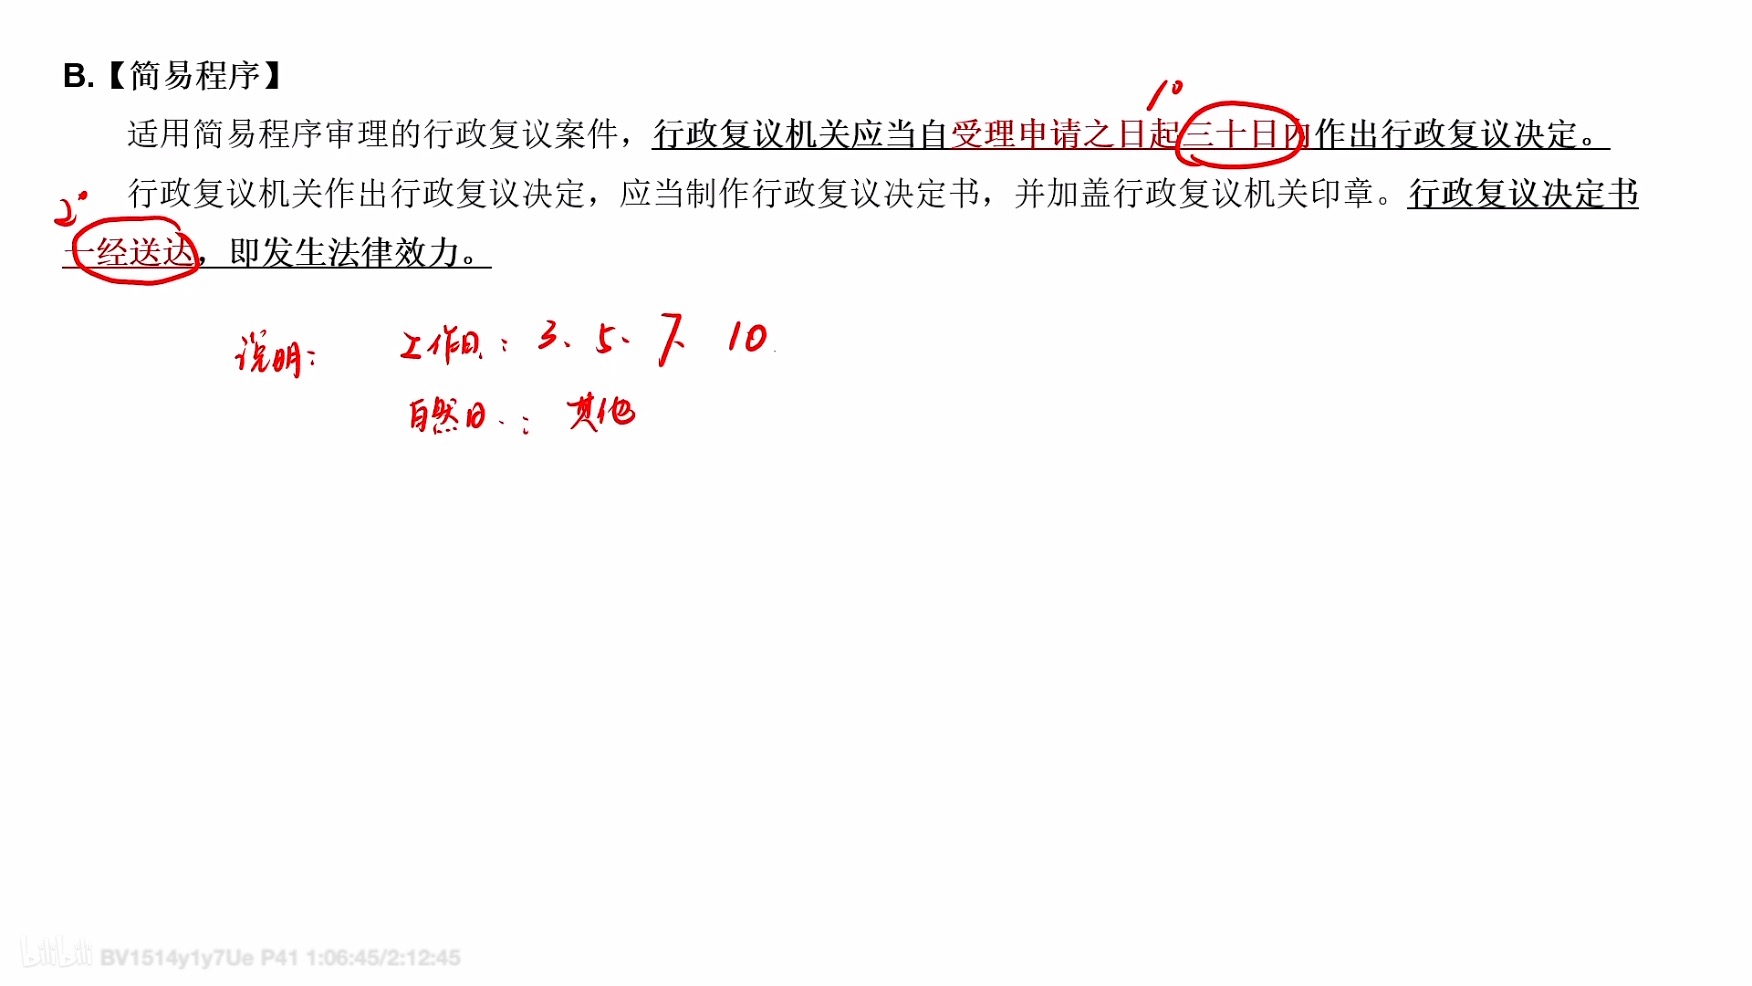 B.【简易程序】
1°
适用简易程序审理的行政复议案件，行政复议机关应当自受理申请之日起三十日内作出行政复议决定。
行政复议机关作出行政复议决定，应当制作行政复议决定书，并加盖行政复议机关印章。行政复议决定书
2°
一经送达，即发生法律效力。
说明： 工作日：3、5、7、10
自然日：其他
bilibili BV1514y1y7Ue P41 1:06:45/2:12:45